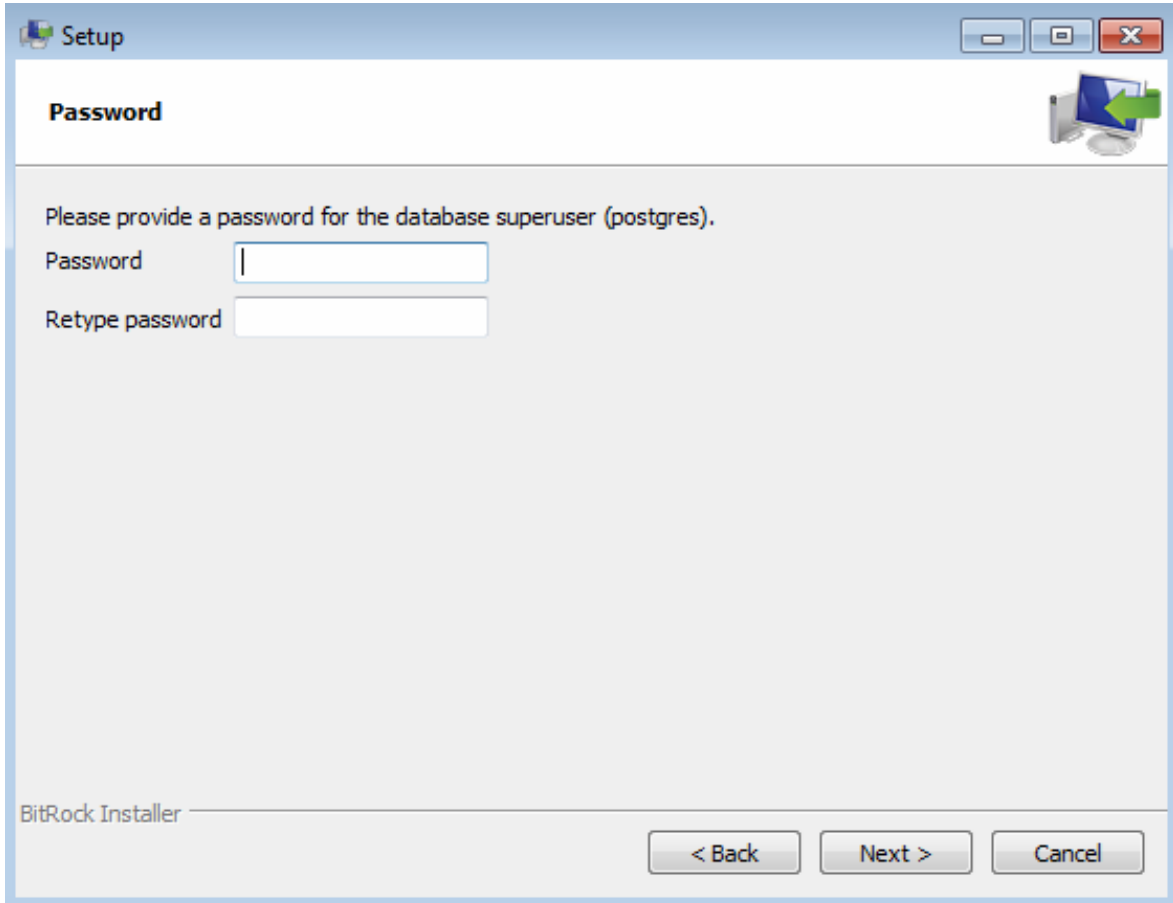 Setup
Password
Please provide a password for the database superuser (postgres).
Password
Retype password
BitRock Installer
< Back
Next >
Cancel